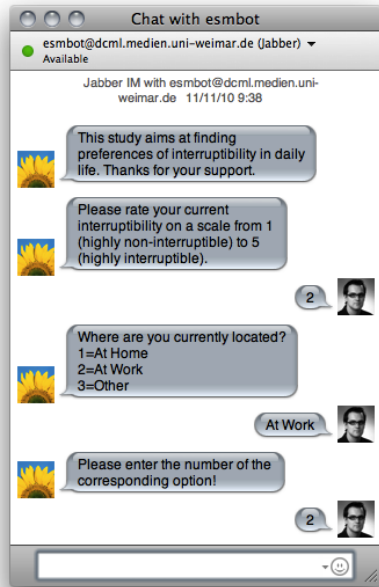 Chat with esmbot
esmbot@dcml.medien.uni-weimar.de (Jabber)
Available
Jabber IM with esmbot@dcml.medien.uni-
weimar.de 11/11/10 9:38
This study aims at finding
preferences of interruptibility in daily
life. Thanks for your support.
Please rate your current
interruptibility on a scale from 1
(highly non-interruptible) to 5
(highly interruptible).
2
Where are you currently located?
1=At Home
2=At Work
3=Other
At Work
Please enter the number of the
corresponding option!
2